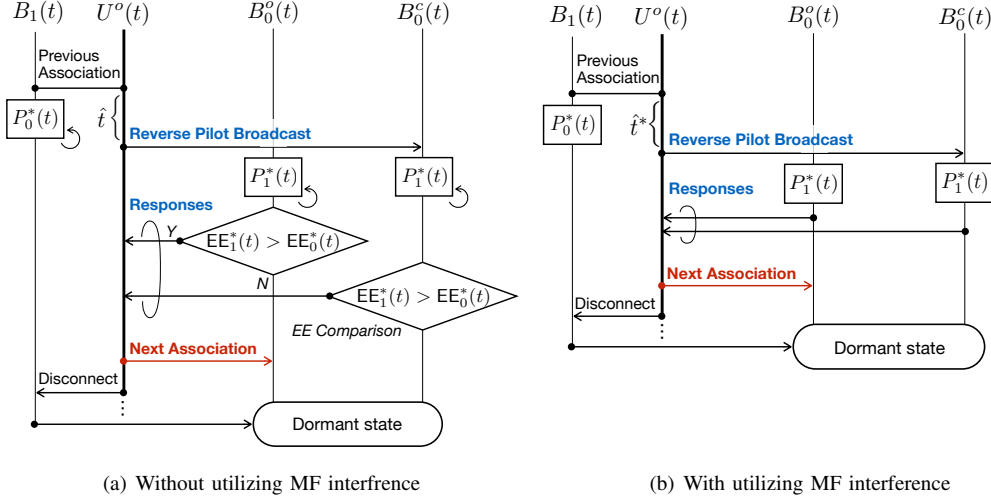 B_1(t) U^o(t) B_0^o(t) B_0^c(t)
Previous
Association
P_0^*(t)
t̂
Reverse Pilot Broadcast
P_1^*(t) P_1^*(t)
Responses
Y
EE_1^*(t) > EE_0^*(t)
N
EE_1^*(t) > EE_0^*(t)
EE Comparison
Next Association
Disconnect
Dormant state
(a) Without utilizing MF interfrence
B_1(t) U^o(t) B_0^o(t) B_0^c(t)
Previous
Association
P_0^*(t)
t̂*
Reverse Pilot Broadcast
P_1^*(t) P_1^*(t)
Responses
Next Association
Disconnect
Dormant state
(b) With utilizing MF interference